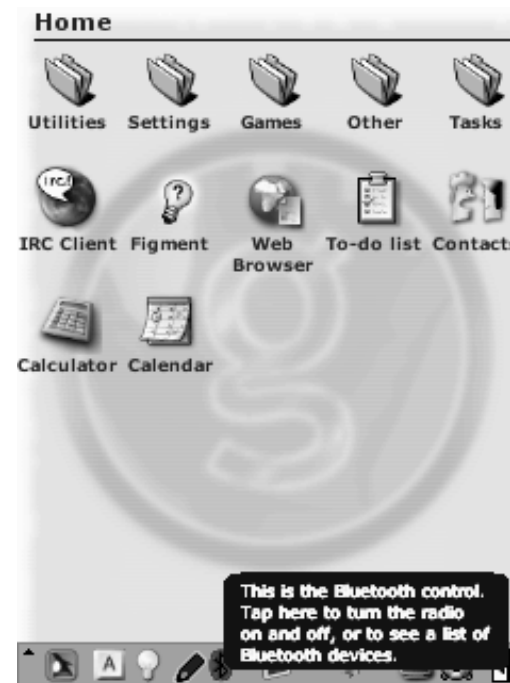 Home
Utilities Settings Games Other Tasks
irc!
IRC Client Figment Web Browser To-do list Contacts
Calculator Calendar
g
This is the Bluetooth control.
Tap here to turn the radio
on and off, or to see a list of
Bluetooth devices.
A